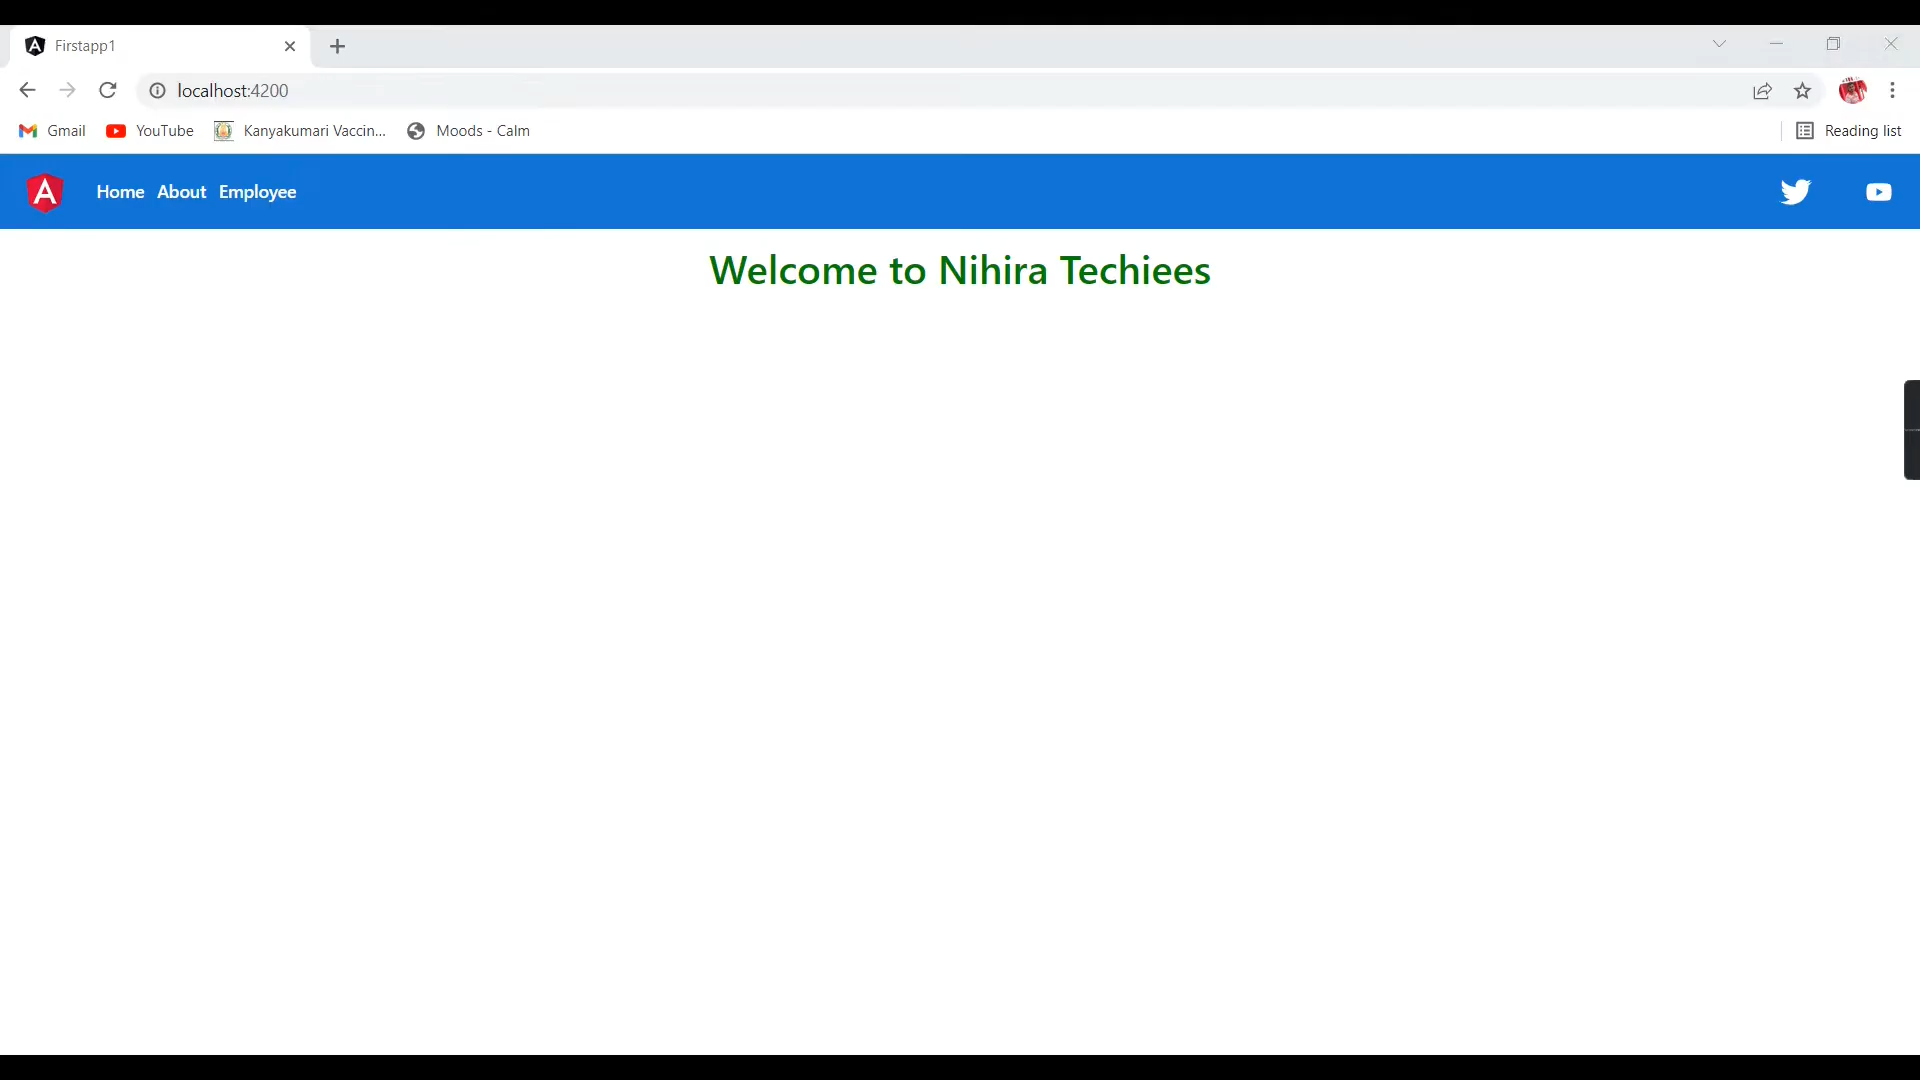 Firstapp1
localhost:4200
Gmail YouTube Kanyakumari Vaccin... Moods - Calm Reading list
Home About Employee
Welcome to Nihira Techiees